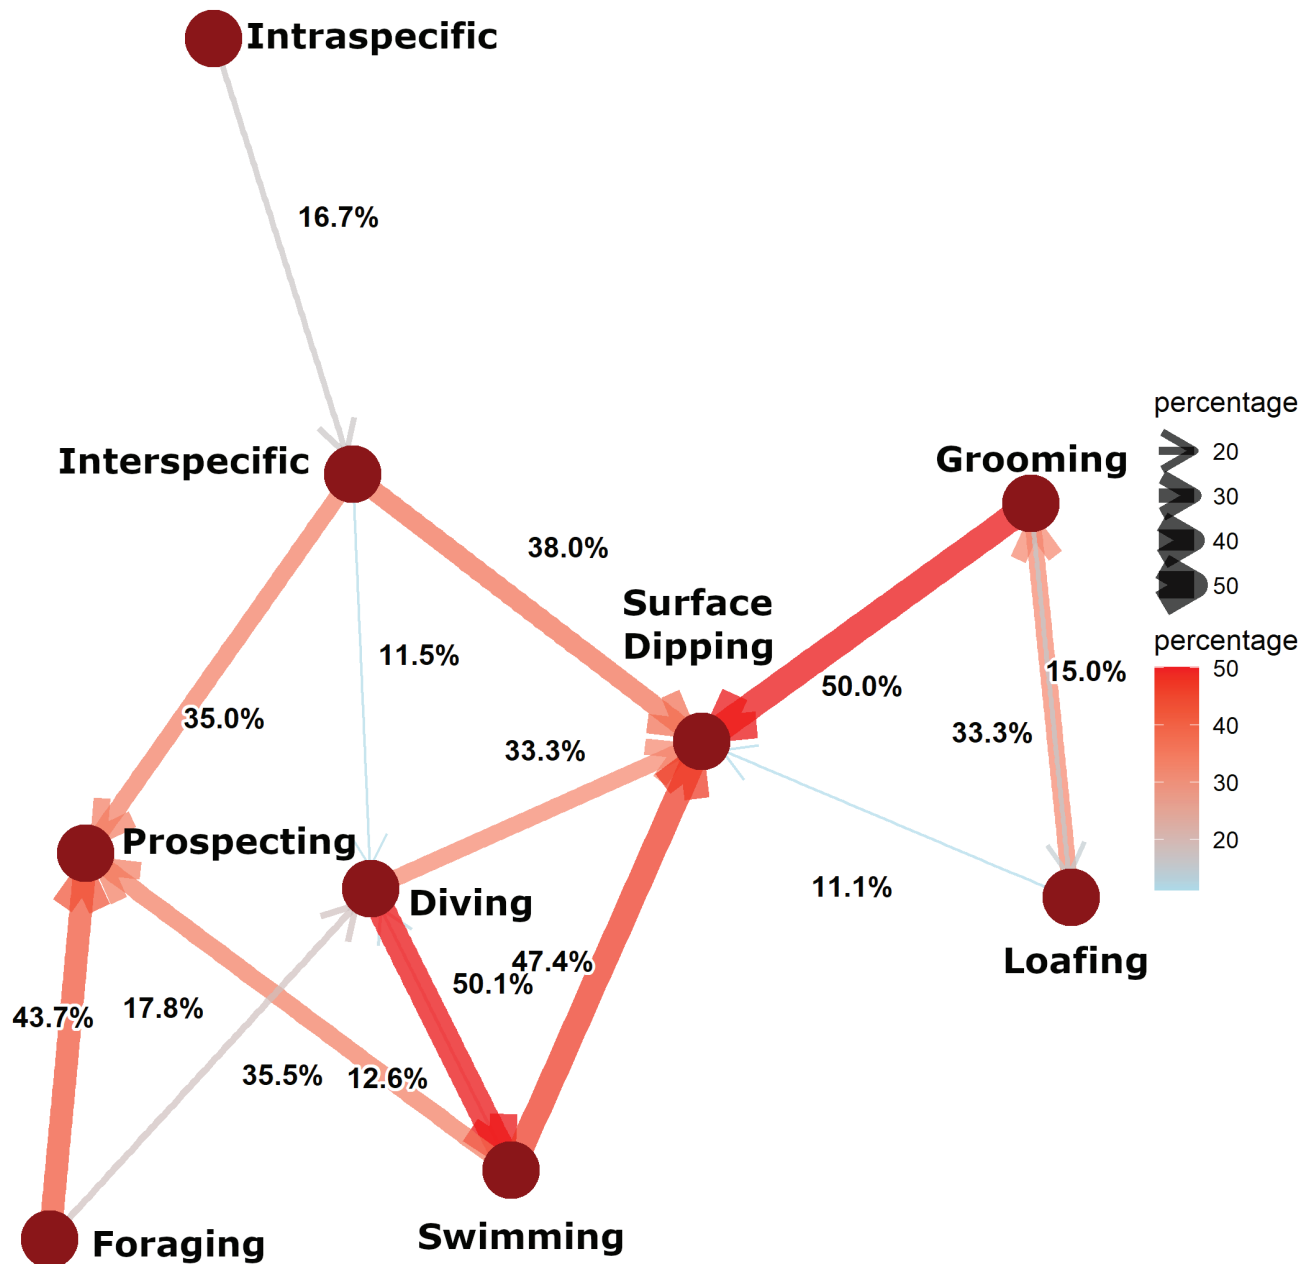 Intraspecific
16.7%
Interspecific
38.0%
Surface
Dipping
Grooming
11.5%
35.0%
33.3%
50.0%
15.0%
33.3%
Prospecting
Diving
11.1%
Loafing
47.4%
50.1%
17.8%
43.7%
35.5%
12.6%
Swimming
Foraging
percentage
20
30
40
50
percentage
50
40
30
20